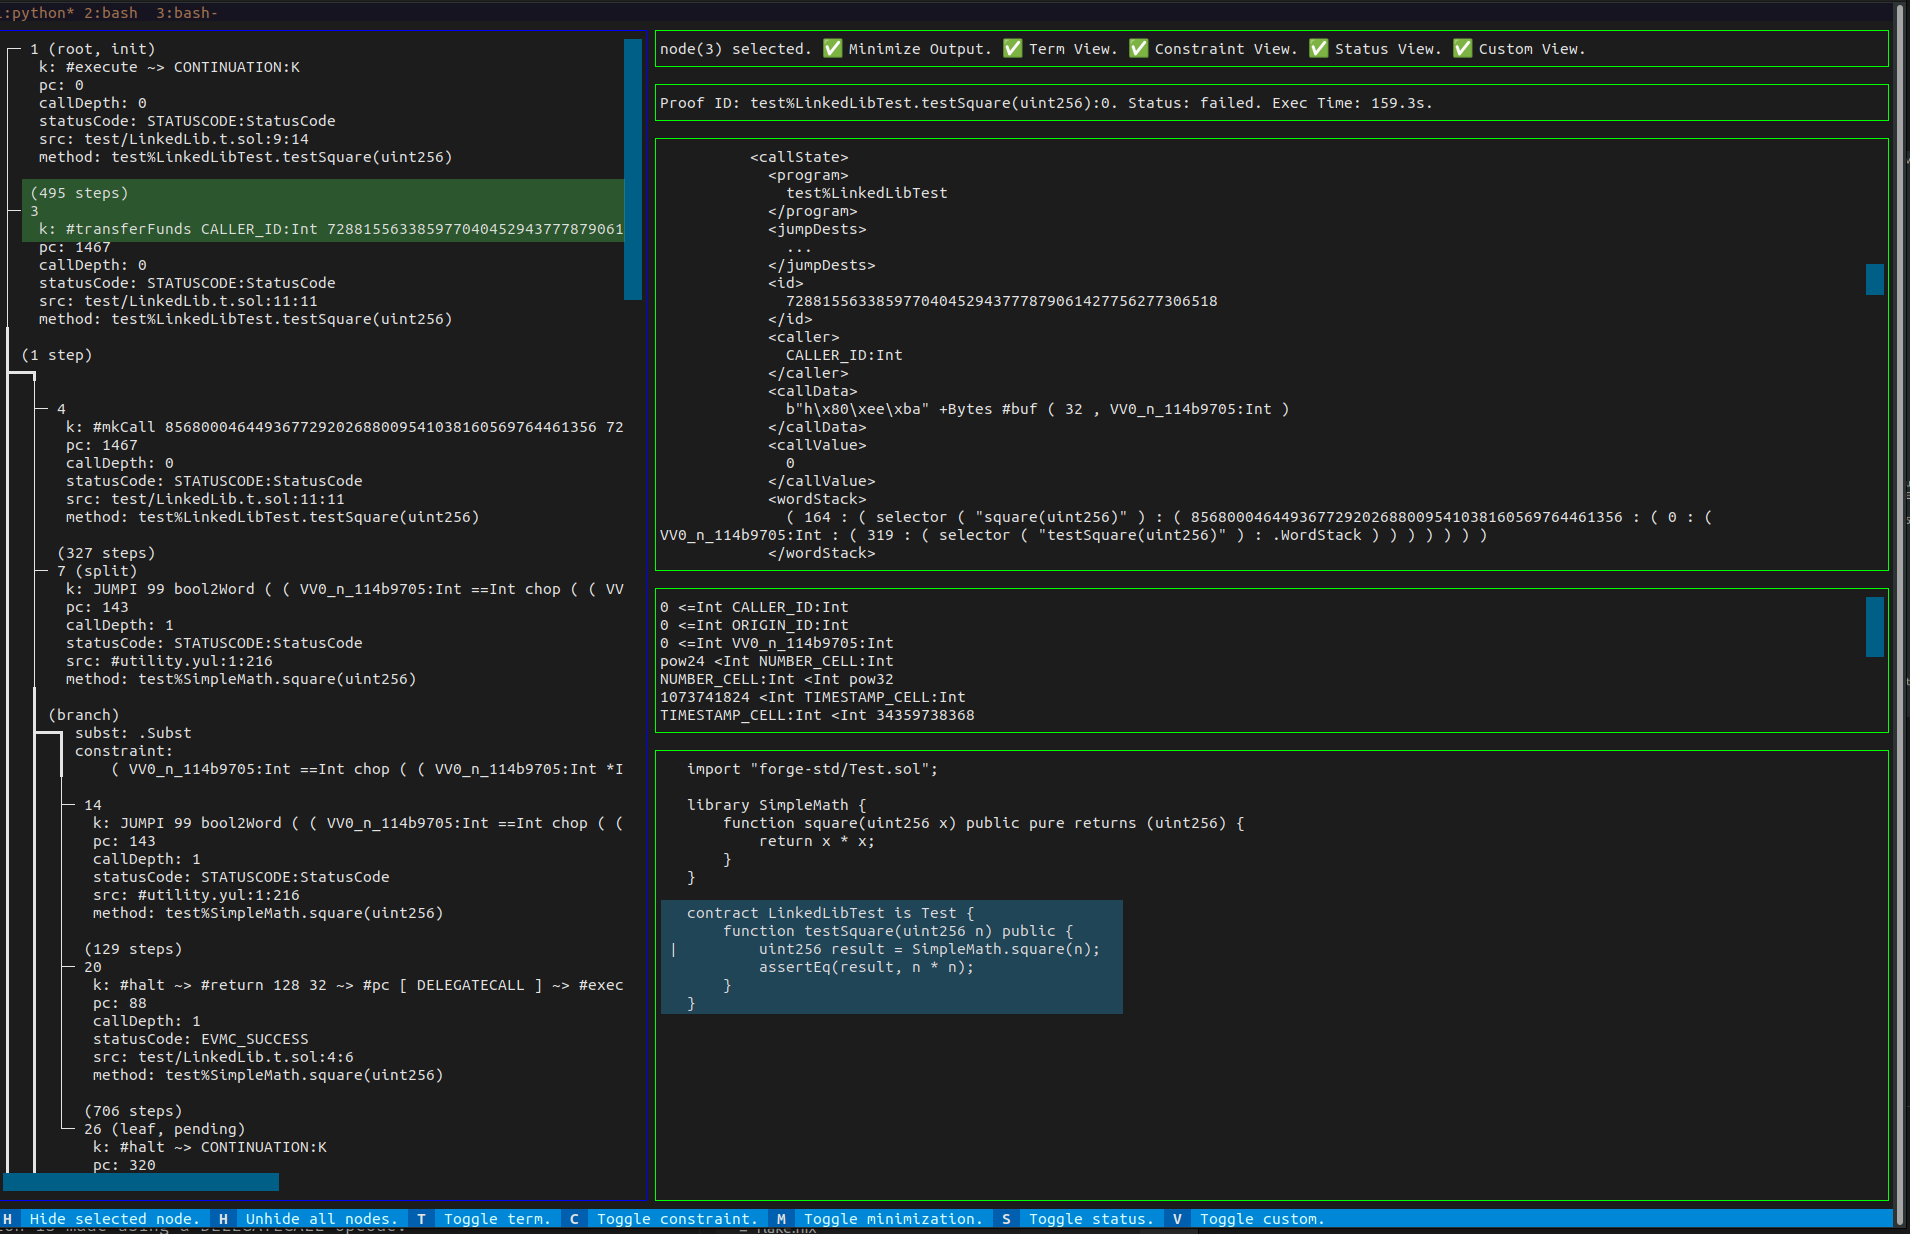 :python* 2:bash  3:bash-
1 (root, init)
k: #execute ~> CONTINUATION:K
pc: 0
callDepth: 0
statusCode: STATUSCODE:StatusCode
src: test/LinkedLib.t.sol:9:14
method: test%LinkedLibTest.testSquare(uint256)
(495 steps)
3
k: #transferFunds CALLER_ID:Int 7288155633859770404529437778790​61
pc: 1467
callDepth: 0
statusCode: STATUSCODE:StatusCode
src: test/LinkedLib.t.sol:11:11
method: test%LinkedLibTest.testSquare(uint256)
(1 step)
4
k: #mkCall 856800046449367729202688009541038160569764461356 72
pc: 1467
callDepth: 0
statusCode: STATUSCODE:StatusCode
src: test/LinkedLib.t.sol:11:11
method: test%LinkedLibTest.testSquare(uint256)
(327 steps)
7 (split)
k: JUMPI 99 bool2Word ( ( VV0_n_114b9705:Int ==Int chop ( ( VV
pc: 143
callDepth: 1
statusCode: STATUSCODE:StatusCode
src: #utility.yul:1:216
method: test%SimpleMath.square(uint256)
(branch)
subst: .Subst
constraint:
( VV0_n_114b9705:Int ==Int chop ( ( VV0_n_114b9705:Int *I
14
k: JUMPI 99 bool2Word ( ( VV0_n_114b9705:Int ==Int chop ( (
pc: 143
callDepth: 1
statusCode: STATUSCODE:StatusCode
src: #utility.yul:1:216
method: test%SimpleMath.square(uint256)
(129 steps)
20
k: #halt ~> #return 128 32 ~> #pc [ DELEGATECALL ] ~> #exec
pc: 88
callDepth: 1
statusCode: EVMC_SUCCESS
src: test/LinkedLib.t.sol:4:6
method: test%SimpleMath.square(uint256)
(706 steps)
26 (leaf, pending)
k: #halt ~> CONTINUATION:K
pc: 320
node(3) selected. ✅ Minimize Output. ✅ Term View. ✅ Constraint View. ✅ Status View. ✅ Custom View.
Proof ID: test%LinkedLibTest.testSquare(uint256):0. Status: failed. Exec Time: 159.3s.
<callState>
<program>
test%LinkedLibTest
</program>
<jumpDests>
...
</jumpDests>
<id>
728815563385977040452943777879061427756277306518
</id>
<caller>
CALLER_ID:Int
</caller>
<callData>
b"h\x80\xee\xba" +Bytes #buf ( 32 , VV0_n_114b9705:Int )
</callData>
<callValue>
0
</callValue>
<wordStack>
( 164 : ( selector ( "square(uint256)" ) : ( 856800046449367729202688009541038160569764461356 : ( 0 : (
VV0_n_114b9705:Int : ( 319 : ( selector ( "testSquare(uint256)" ) : .WordStack ) ) ) ) ) ) )
</wordStack>
0 <=Int CALLER_ID:Int
0 <=Int ORIGIN_ID:Int
0 <=Int VV0_n_114b9705:Int
pow24 <Int NUMBER_CELL:Int
NUMBER_CELL:Int <Int pow32
1073741824 <Int TIMESTAMP_CELL:Int
TIMESTAMP_CELL:Int <Int 34359738368
import "forge-std/Test.sol";
library SimpleMath {
function square(uint256 x) public pure returns (uint256) {
return x * x;
}
}
contract LinkedLibTest is Test {
function testSquare(uint256 n) public {
|         uint256 result = SimpleMath.square(n);
assertEq(result, n * n);
}
}
H  Hide selected node.  H  Unhide all nodes.  T  Toggle term.  C  Toggle constraint.  M  Toggle minimization.  S  Toggle status.  V  Toggle custom.